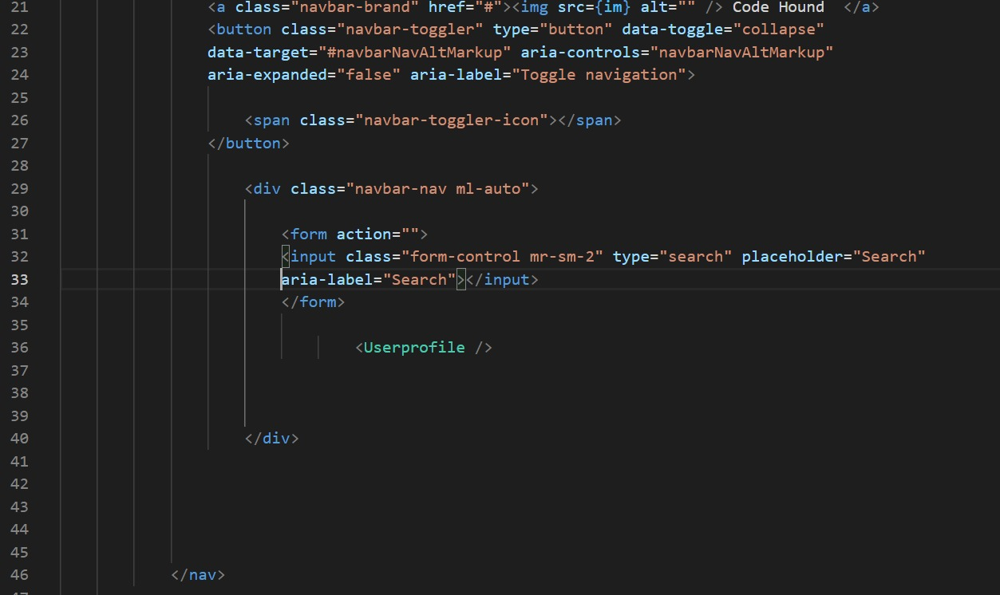 21 <a class="navbar-brand" href="#"><img src={im} alt="" /> Code Hound  </a>
22 <button class="navbar-toggler" type="button" data-toggle="collapse"
23 data-target="#navbarNavAltMarkup" aria-controls="navbarNavAltMarkup"
24 aria-expanded="false" aria-label="Toggle navigation">
25
26 <span class="navbar-toggler-icon"></span>
27 </button>
28
29 <div class="navbar-nav ml-auto">
30
31 <form action="">
32 <input class="form-control mr-sm-2" type="search" placeholder="Search"
33 aria-label="Search"></input>
34 </form>
35
36 <Userprofile />
37
38
39
40 </div>
41
42
43
44
45
46 </nav>